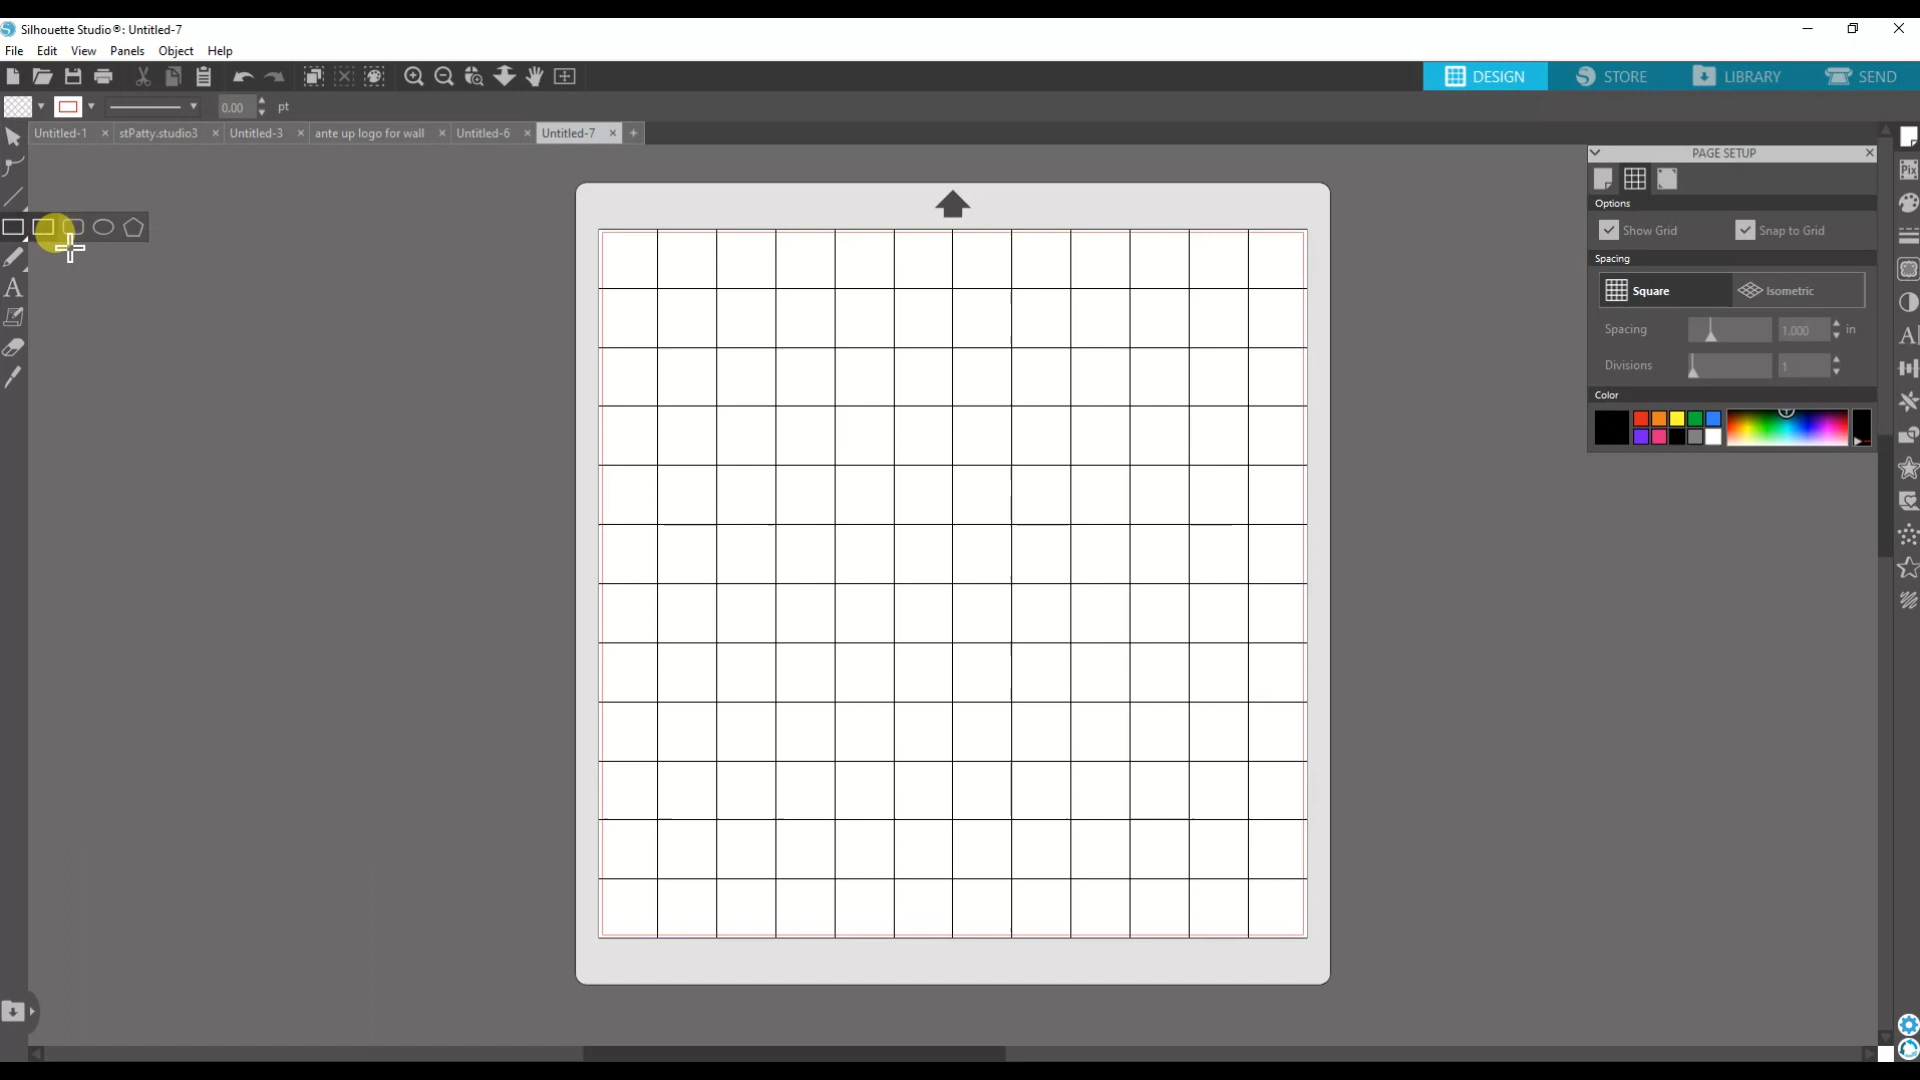 Silhouette Studio®: Untitled-7
File Edit View Panels Object Help
DESIGN STORE LIBRARY SEND
0.00 pt
Untitled-1 stPatty.studio3 Untitled-3 ante up logo for wall Untitled-6 Untitled-7
PAGE SETUP
Pix
Options
Show Grid Snap to Grid
Spacing
Square Isometric
Spacing 1.000 in
Divisions 1
Color